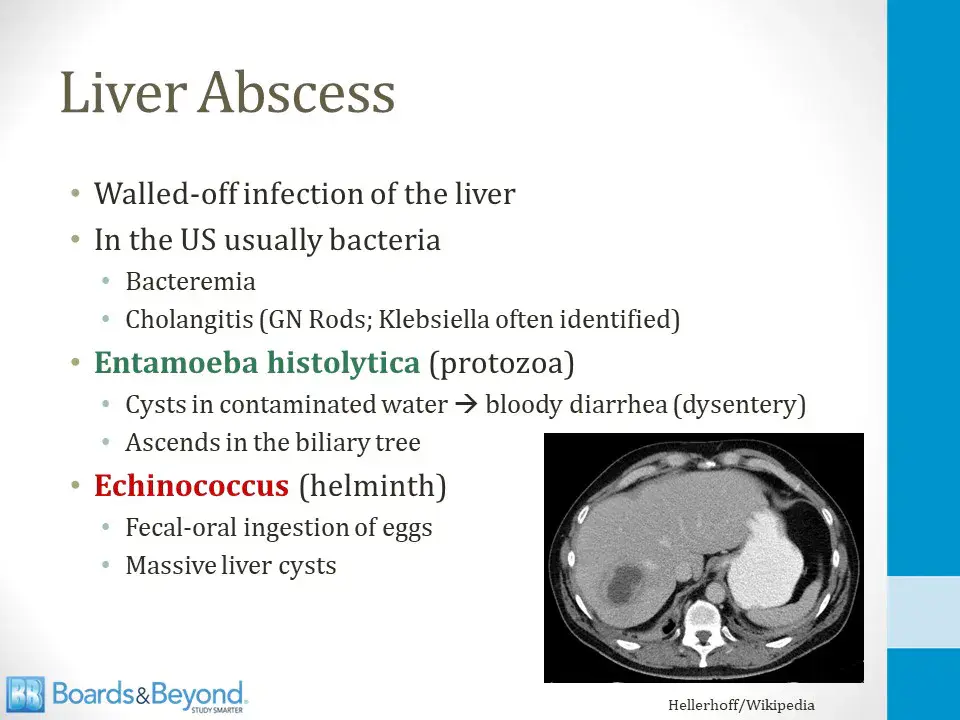 Liver Abscess
• Walled-off infection of the liver
• In the US usually bacteria
• Bacteremia
• Cholangitis (GN Rods; Klebsiella often identified)
• Entamoeba histolytica (protozoa)
• Cysts in contaminated water → bloody diarrhea (dysentery)
• Ascends in the biliary tree
• Echinococcus (helminth)
• Fecal-oral ingestion of eggs
• Massive liver cysts
BB Boards&Beyond.
STUDY SMARTER
Hellerhoff/Wikipedia